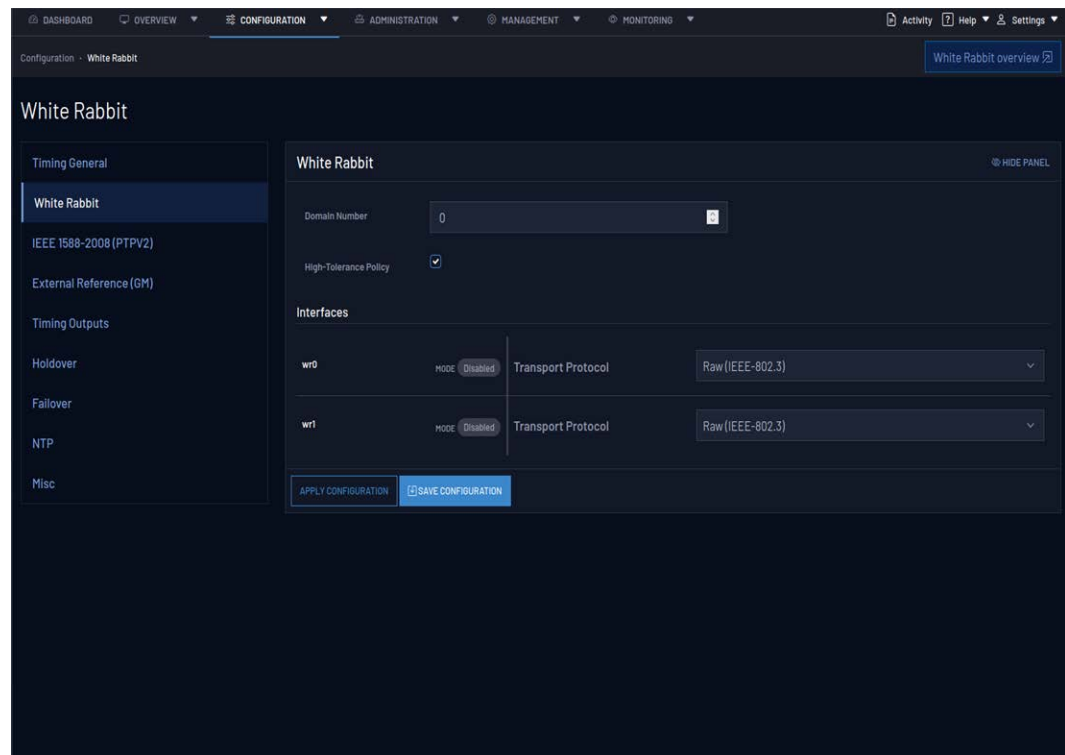 DASHBOARD OVERVIEW CONFIGURATION ADMINISTRATION MANAGEMENT MONITORING Activity Help Settings
Configuration · White Rabbit White Rabbit overview
White Rabbit
Timing General
White Rabbit
IEEE 1588-2008 (PTPV2)
External Reference (GM)
Timing Outputs
Holdover
Failover
NTP
Misc
White Rabbit HIDE PANEL
Domain Number 0
High-Tolerance Policy
Interfaces
wr0 MODE Disabled Transport Protocol Raw (IEEE-802.3)
wr1 MODE Disabled Transport Protocol Raw (IEEE-802.3)
APPLY CONFIGURATION SAVE CONFIGURATION